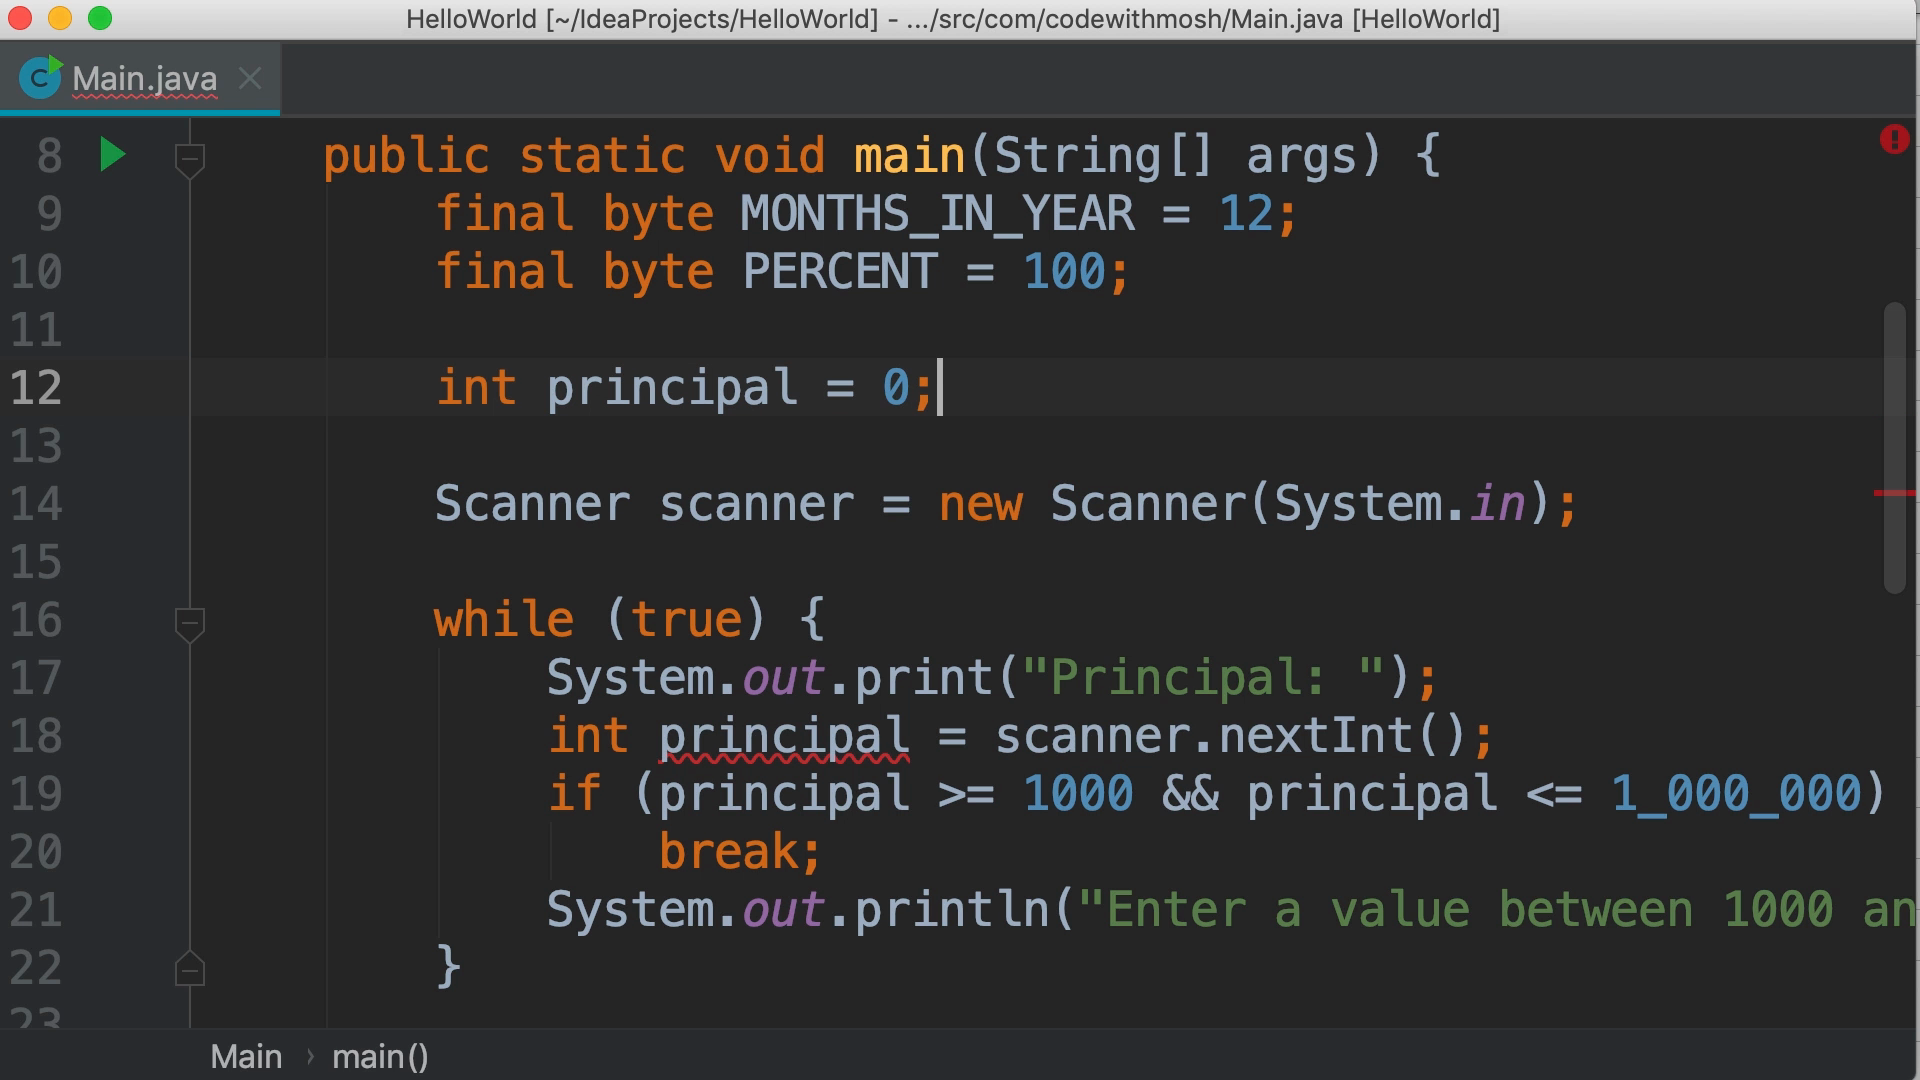 HelloWorld [~/IdeaProjects/HelloWorld] - .../src/com/codewithmosh/Main.java [HelloWorld]
Main.java
8 public static void main(String[] args) {
9 final byte MONTHS_IN_YEAR = 12;
10 final byte PERCENT = 100;
11
12 int principal = 0;
13
14 Scanner scanner = new Scanner(System.in);
15
16 while (true) {
17 System.out.print("Principal: ");
18 int principal = scanner.nextInt();
19 if (principal >= 1000 && principal <= 1_000_000)
20 break;
21 System.out.println("Enter a value between 1000 an
22 }
23
Main › main()